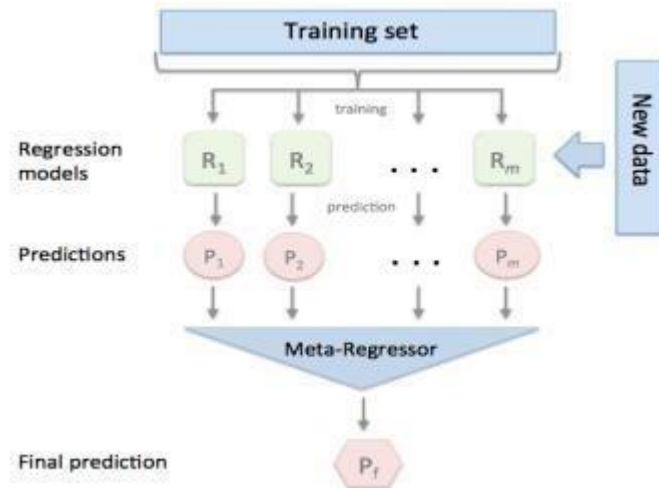 Training set
training
New data
Regression
models
R1
R2
. . .
Rm
prediction
Predictions
P1
P2
. . .
Pm
Meta-Regressor
Final prediction
Pf